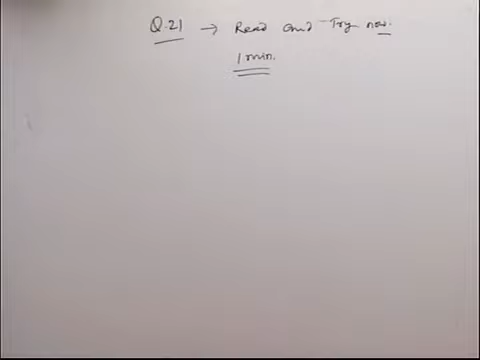 Q.21 → Read and Try now.
1 min.